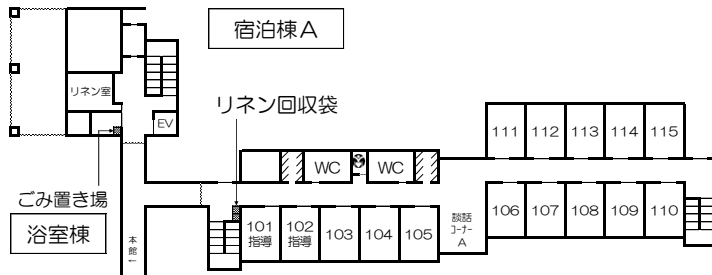 宿泊棟A
リネン室
EV
リネン回収袋
ごみ置き場
浴室棟
本館←
WC
WC
111
112
113
114
115
101
指導
102
指導
103
104
105
談話
コーナー
A
106
107
108
109
110